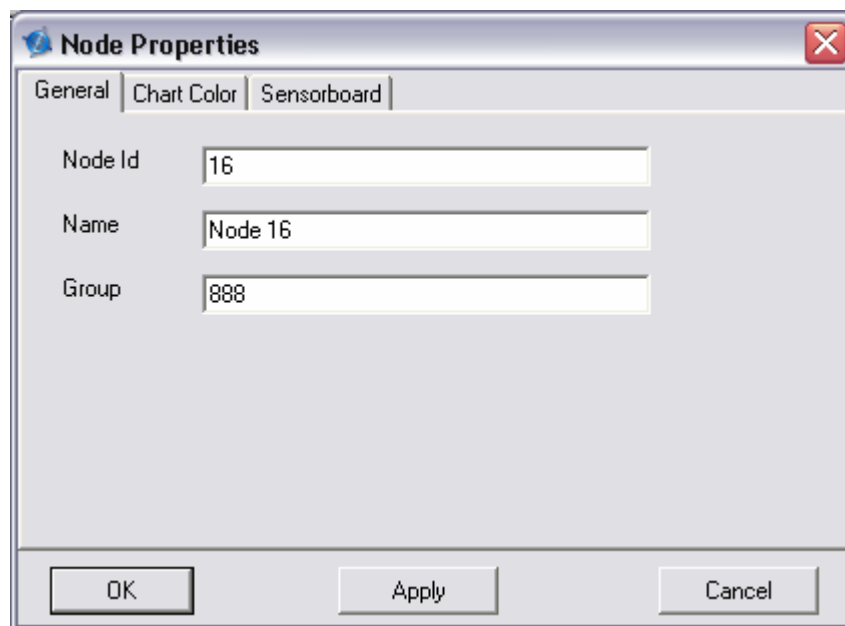 Node Properties
General Chart Color Sensorboard
Node Id 16
Name Node 16
Group 888
OK Apply Cancel